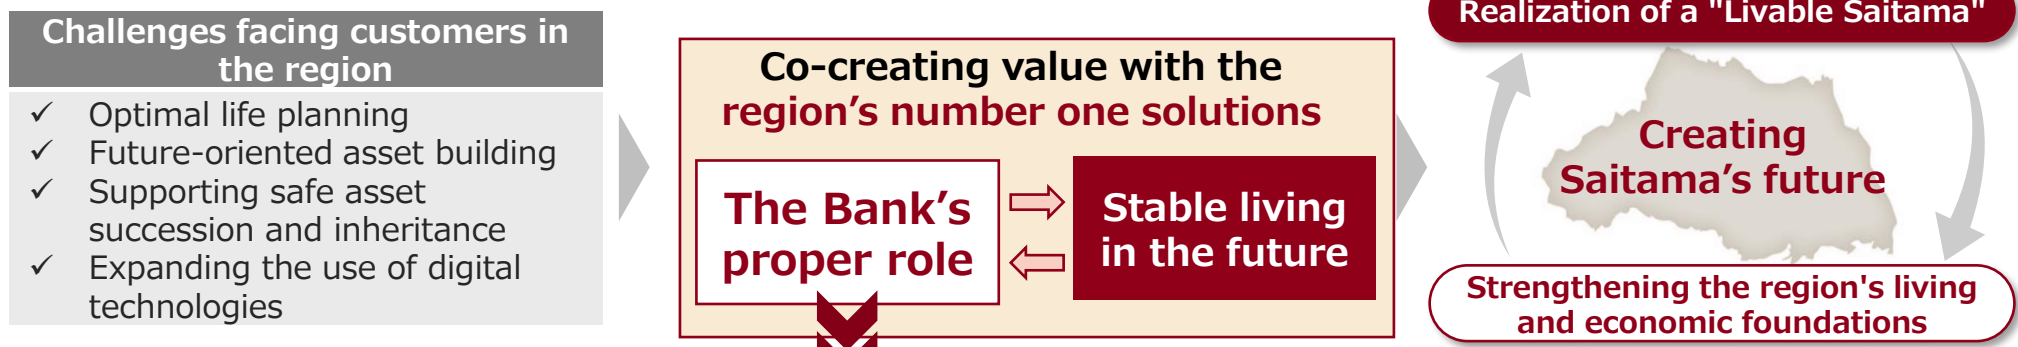 Challenges facing customers in
the region
✓ Optimal life planning
✓ Future-oriented asset building
✓ Supporting safe asset
succession and inheritance
✓ Expanding the use of digital
technologies
Co-creating value with the
region’s number one solutions
The Bank’s
proper role
Stable living
in the future
Realization of a "Livable Saitama"
Creating
Saitama’s future
Strengthening the region's living
and economic foundations